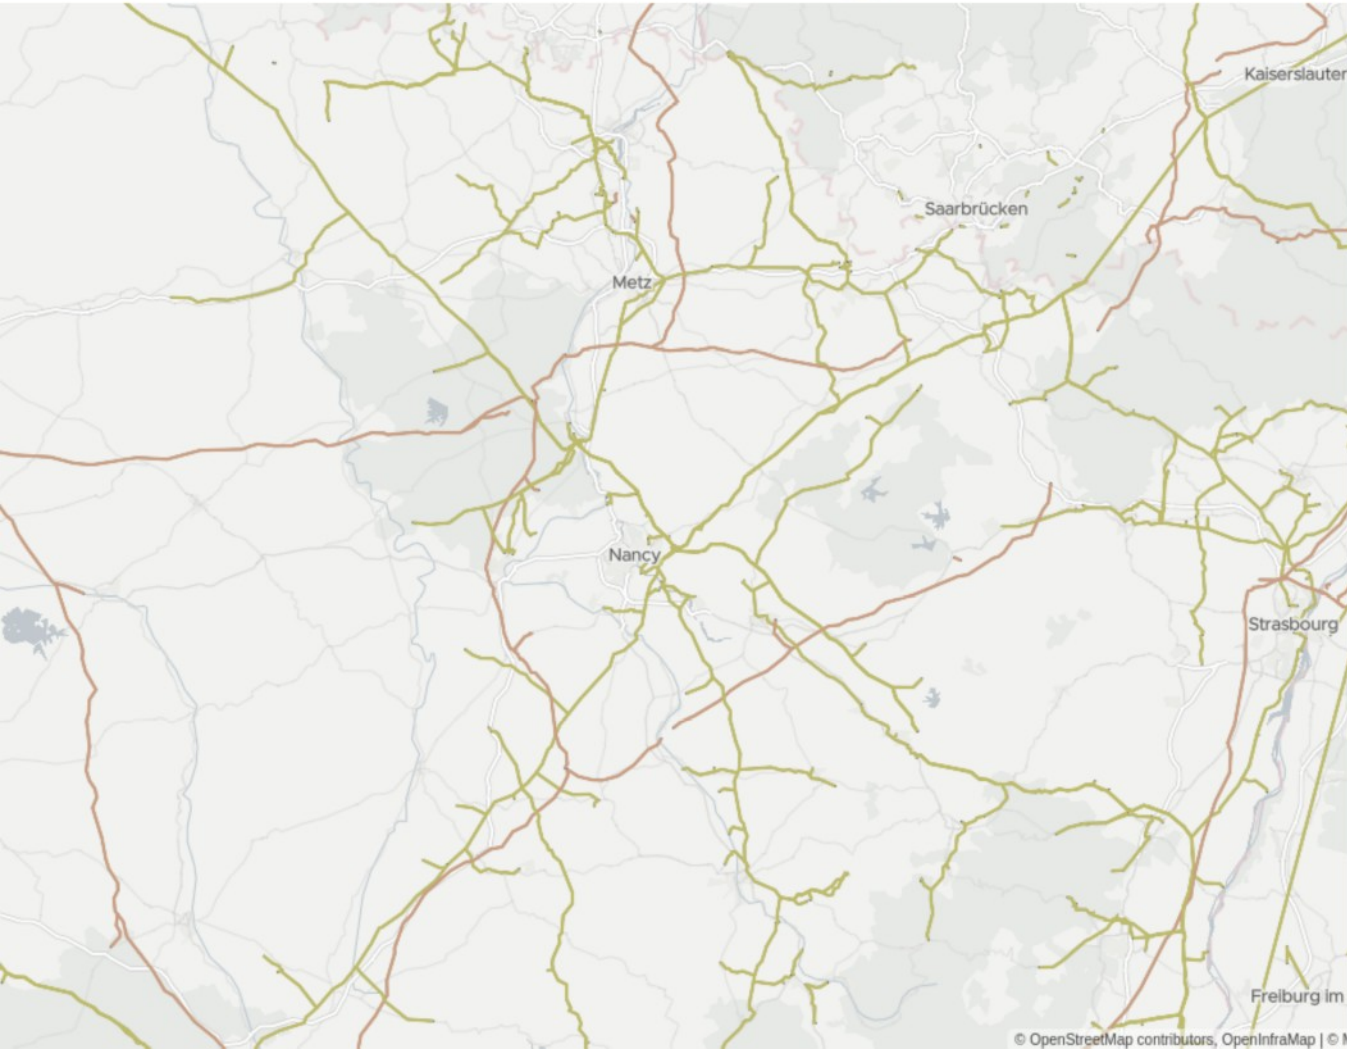 Kaiserslauter
Saarbrücken
Metz
Nancy
Strasbourg
Freiburg im
© OpenStreetMap contributors, OpenInfraMap | © M